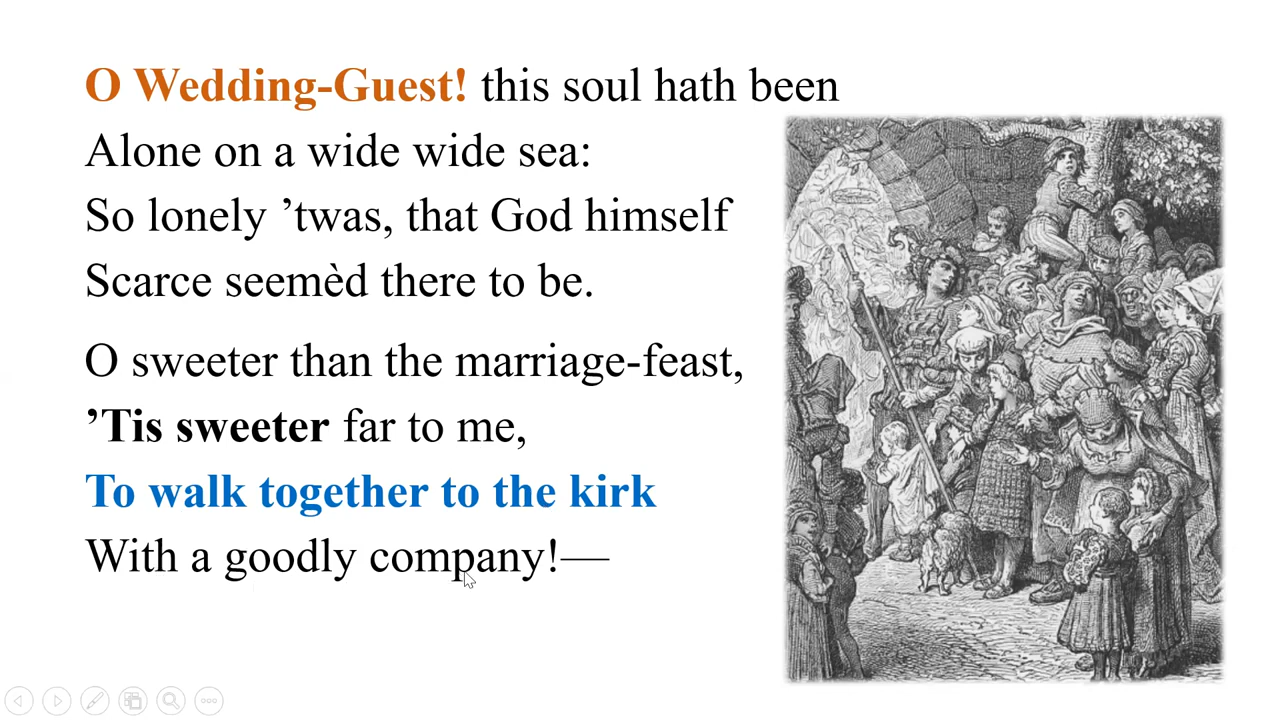 O Wedding-Guest! this soul hath been
Alone on a wide wide sea:
So lonely ’twas, that God himself
Scarce seemèd there to be.
O sweeter than the marriage-feast,
’Tis sweeter far to me,
To walk together to the kirk
With a goodly company!—